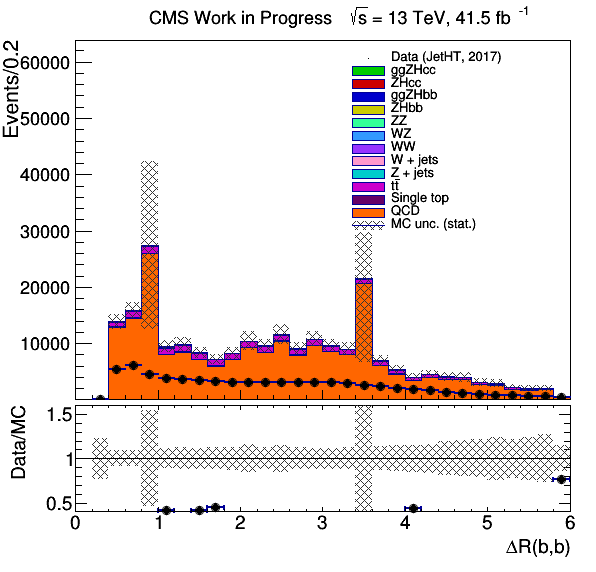 CMS Work in Progress √s = 13 TeV, 41.5 fb -1
Events/0.2
60000
50000
40000
30000
20000
10000
Data (JetHT, 2017)
ggZHcc
ZHcc
ggZHbb
ZHbb
ZZ
WZ
WW
W + jets
Z + jets
tt̄
Single top
QCD
MC unc. (stat.)
Data/MC
1.5
1
0.5
0 1 2 3 4 5 6
ΔR(b,b)